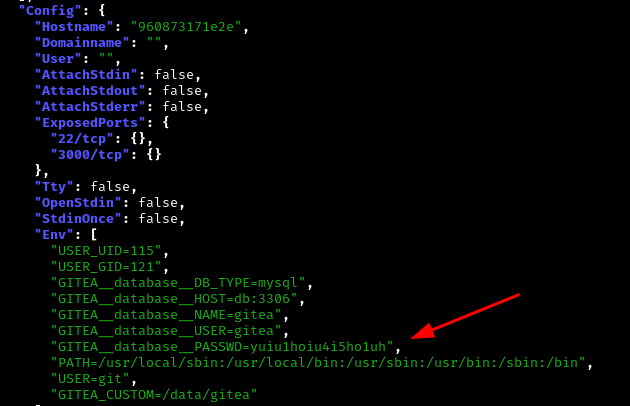 "Config": {
"Hostname": "960873171e2e",
"Domainname": "",
"User": "",
"AttachStdin": false,
"AttachStdout": false,
"AttachStderr": false,
"ExposedPorts": {
"22/tcp": {},
"3000/tcp": {}
},
"Tty": false,
"OpenStdin": false,
"StdinOnce": false,
"Env": [
"USER_UID=115",
"USER_GID=121",
"GITEA__database__DB_TYPE=mysql",
"GITEA__database__HOST=db:3306",
"GITEA__database__NAME=gitea",
"GITEA__database__USER=gitea",
"GITEA__database__PASSWD=yuiu1hoiu4i5ho1uh",
"PATH=/usr/local/sbin:/usr/local/bin:/usr/sbin:/usr/bin:/sbin:/bin",
"USER=git",
"GITEA_CUSTOM=/data/gitea"